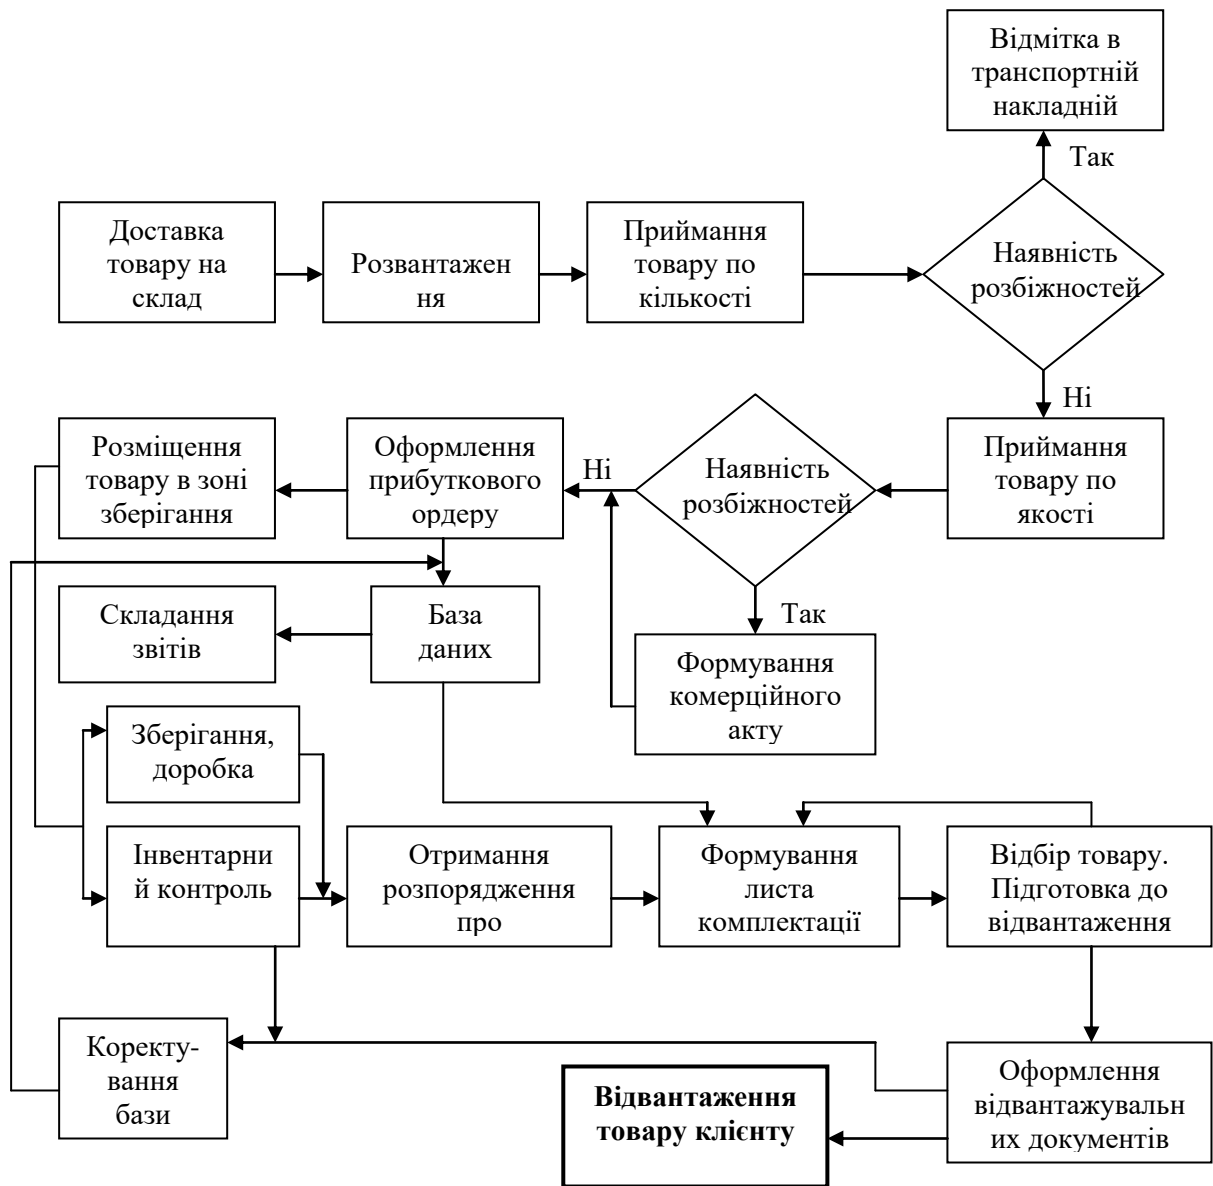 Відмітка в
транспортній
накладній
Так
Доставка
товару на
склад
Розвантажен
ня
Приймання
товару по
кількості
Наявність
розбіжностей
Ні
Розміщення
товару в зоні
зберігання
Оформлення
прибуткового
ордеру
Ні
Наявність
розбіжностей
Приймання
товару по
якості
Складання
звітів
База
даних
Так
Формування
комерційного
акту
Зберігання,
доробка
Інвентарни
й контроль
Отримання
розпорядження
про
Формування
листа
комплектації
Відбір товару.
Підготовка до
відвантаження
Коректу-
вання
бази
Відвантаження
товару клієнту
Оформлення
відвантажувальн
их документів